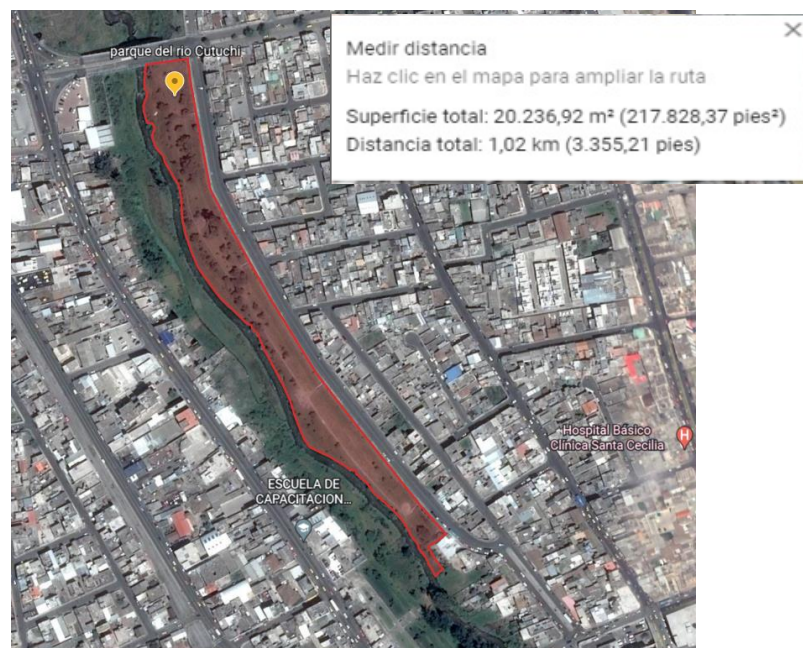 Medir distancia
Haz clic en el mapa para ampliar la ruta
Superficie total: 20.236,92 m² (217.828,37 pies²)
Distancia total: 1,02 km (3.355,21 pies)
parque del rio Cutuchi
Hospital Básico
Clínica Santa Cecilia
H
ESCUELA DE
CAPACITACION...